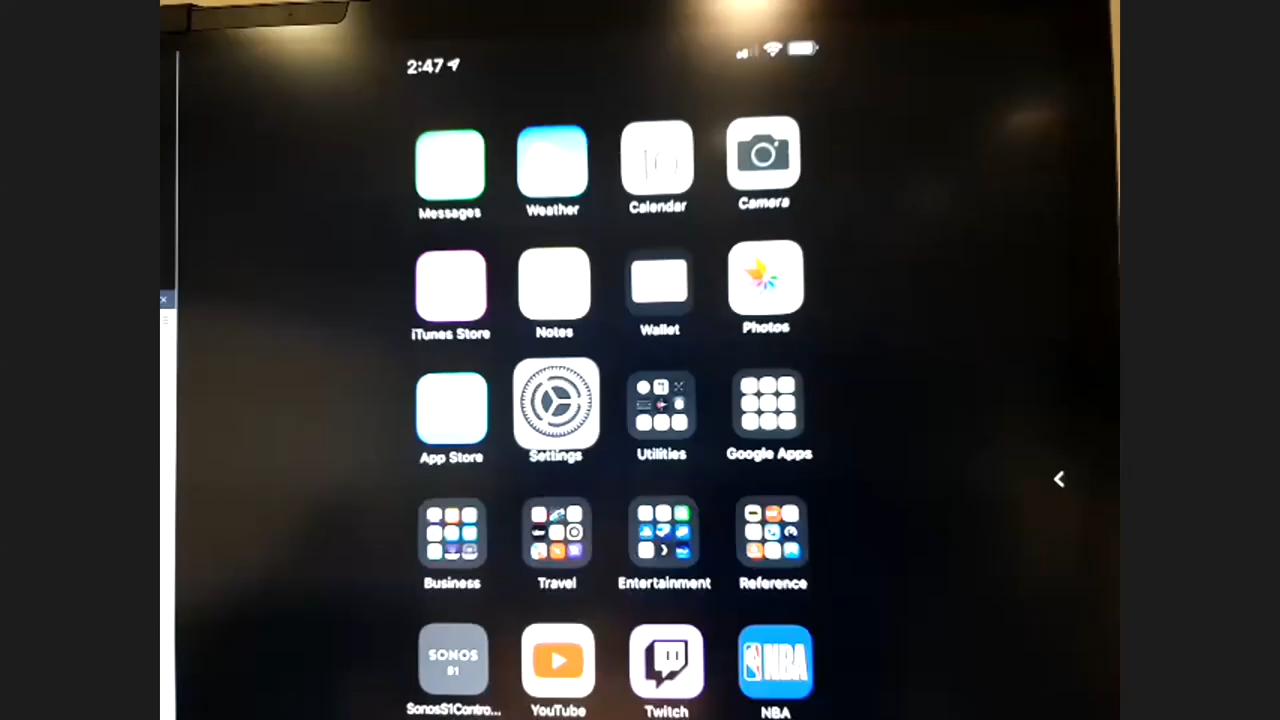 2:47
Messages Weather Calendar Camera
iTunes Store Notes Wallet Photos
App Store Settings Utilities Google Apps
Business Travel Entertainment Reference
SONOS
S1
NBA
SonosS1Contro... YouTube Twitch NBA